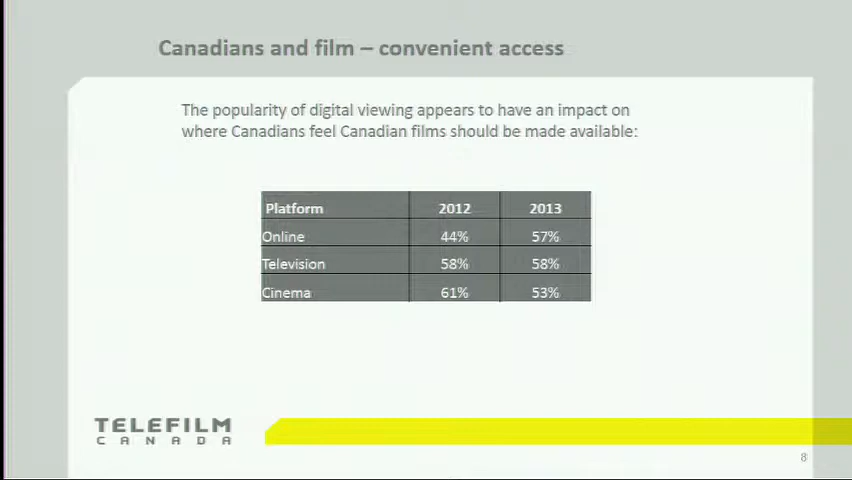 Canadians and film – convenient access
The popularity of digital viewing appears to have an impact on
where Canadians feel Canadian films should be made available:
Platform 2012 2013
Online 44% 57%
Television 58% 58%
Cinema 61% 53%
TELEFILM
CANADA
8